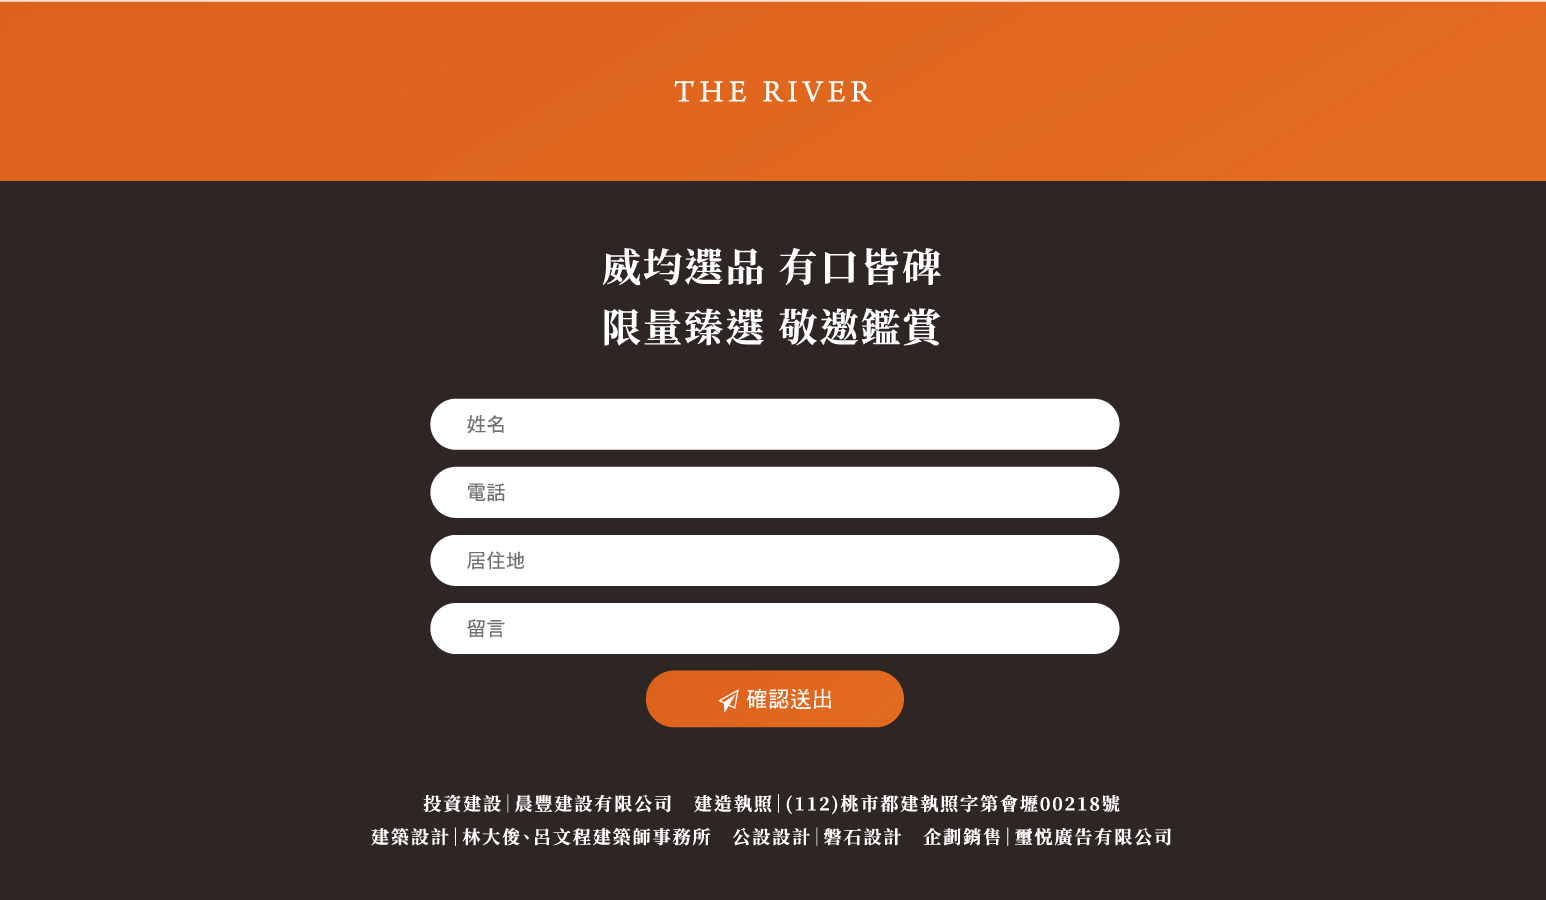 THE RIVER
威均選品 有口皆碑
限量臻選 敬邀鑑賞
姓名
電話
居住地
留言
確認送出
投資建設|晨豐建設有限公司　建造執照|(112)桃市都建執照字第會壢00218號
建築設計|林大俊、呂文程建築師事務所　公設設計|磐石設計　企劃銷售|璽悦廣告有限公司